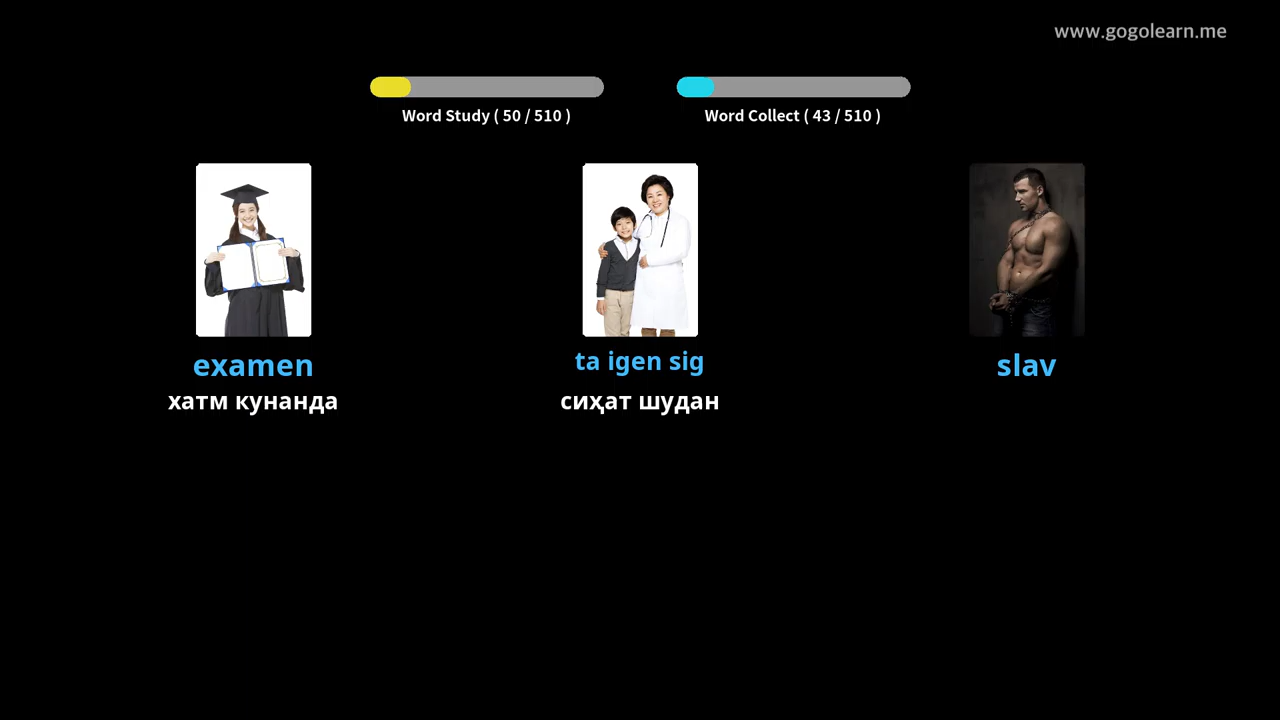 www.gogolearn.me
Word Study ( 50 / 510 )
Word Collect ( 43 / 510 )
examen
ta igen sig
slav
хатм кунанда
сиҳат шудан